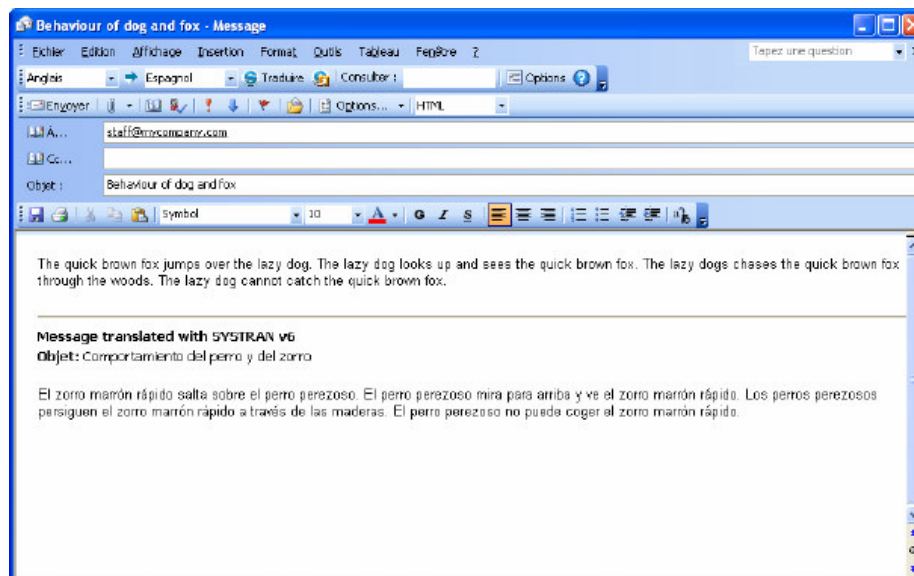 Behaviour of dog and fox - Message
Fichier Edition Affichage Insertion Format Outils Tableau Fenêtre ? Tapez une question
Anglais Espagnol Traduire Consulter : Options
Envoyer Options... HTML
À... staff@mycompany.com
Cc...
Objet : Behaviour of dog and fox
Symbol 10 A G I S
The quick brown fox jumps over the lazy dog. The lazy dog looks up and sees the quick brown fox. The lazy dogs chases the quick brown fox
through the woods. The lazy dog cannot catch the quick brown fox.
Message translated with SYSTRAN v6
Objet: Comportamiento del perro y del zorro
El zorro marrón rápido salta sobre el perro perezoso. El perro perezoso mira para arriba y ve el zorro marrón rápido. Los perros perezosos
persiguen el zorro marrón rápido a través de las maderas. El perro perezoso no puede coger el zorro marrón rápido.